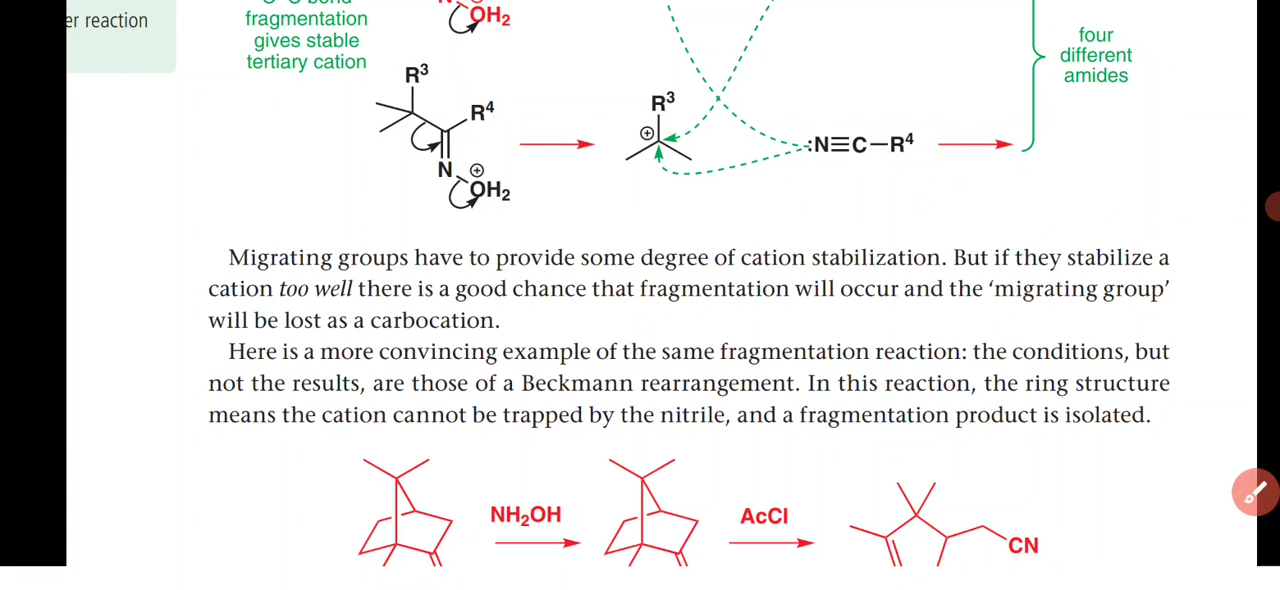 er reaction
fragmentation
gives stable
tertiary cation
OH2
four
different
amides
R3
R4
N
⊕
OH2
R3
⊕
:N≡C–R4
Migrating groups have to provide some degree of cation stabilization. But if they stabilize a
cation too well there is a good chance that fragmentation will occur and the ‘migrating group’
will be lost as a carbocation.
Here is a more convincing example of the same fragmentation reaction: the conditions, but
not the results, are those of a Beckmann rearrangement. In this reaction, the ring structure
means the cation cannot be trapped by the nitrile, and a fragmentation product is isolated.
NH2OH
AcCl
CN